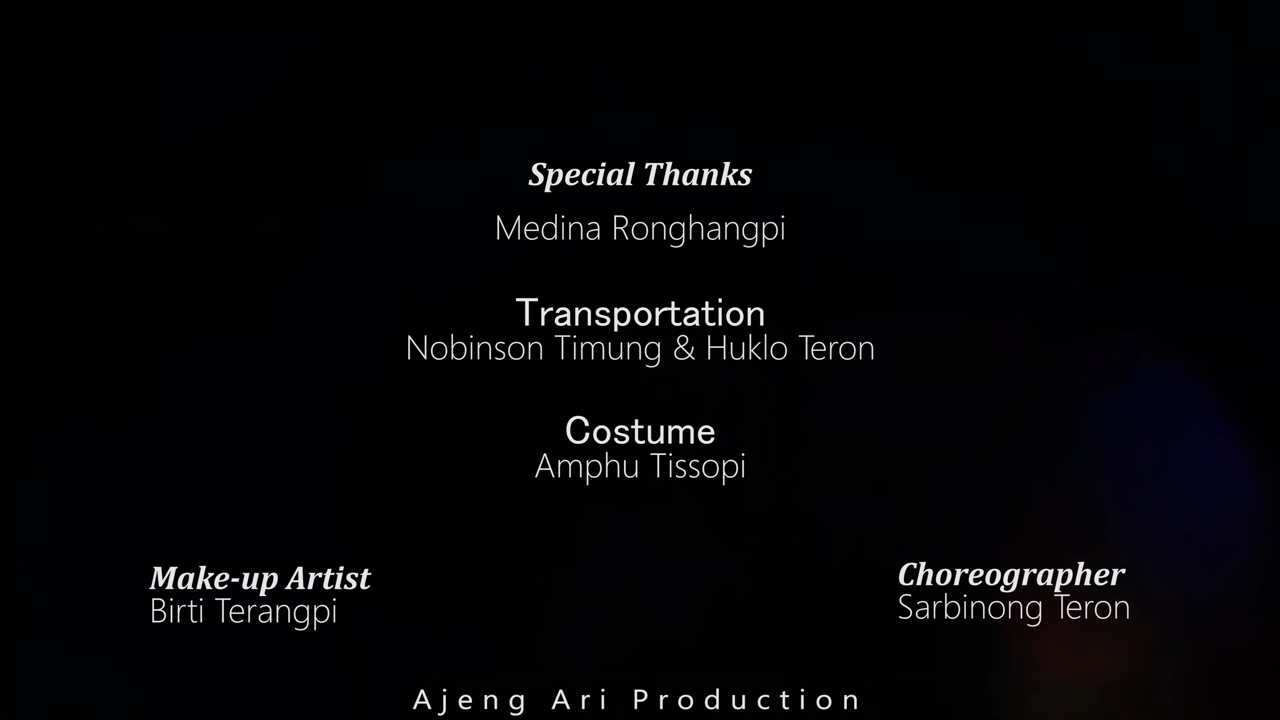 Special Thanks
Medina Ronghangpi
Transportation
Nobinson Timung & Huklo Teron
Costume
Amphu Tissopi
Make-up Artist
Birti Terangpi
Choreographer
Sarbinong Teron
Ajeng Ari Production